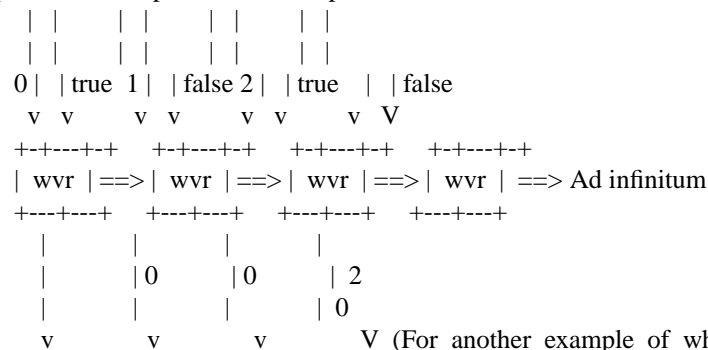 | | | | | | | |
| | | | | | | |
0 | | true 1 | | false 2 | | true | | false
v v v v v v v V
+-+---+-+ +-+---+-+ +-+---+-+ +-+---+-+
| wvr | ==> | wvr | ==> | wvr | ==> | wvr | ==> Ad infinitum
+---+---+ +---+---+ +---+---+ +---+---+
| | | |
| | 0 | 0 | 2
| | | | 0
v v v V (For another example of